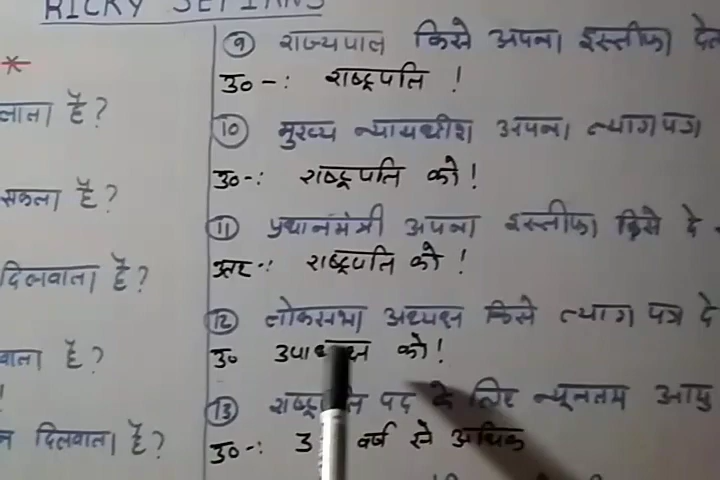 RICKY
लाता है?
सकता है?
दिलवाता है?
वाता है?
न दिलवाता है?
9 राज्यपाल किसे अपना इस्तीफा
उ०-: राष्ट्रपति !
10 मुख्य न्यायधीश अपना त्यागपत्र
उ०-: राष्ट्रपति को!
11 प्रधानमंत्री अपना इस्तीफा किसे दे
राष्ट्रपति को!
12 लोकसभा अध्यक्ष किसे त्याग पत्र दे
उ० उपाध्यक्ष को!
13 पद के लिए न्यूनतम आयु
उ०-: वर्ष से अधिक